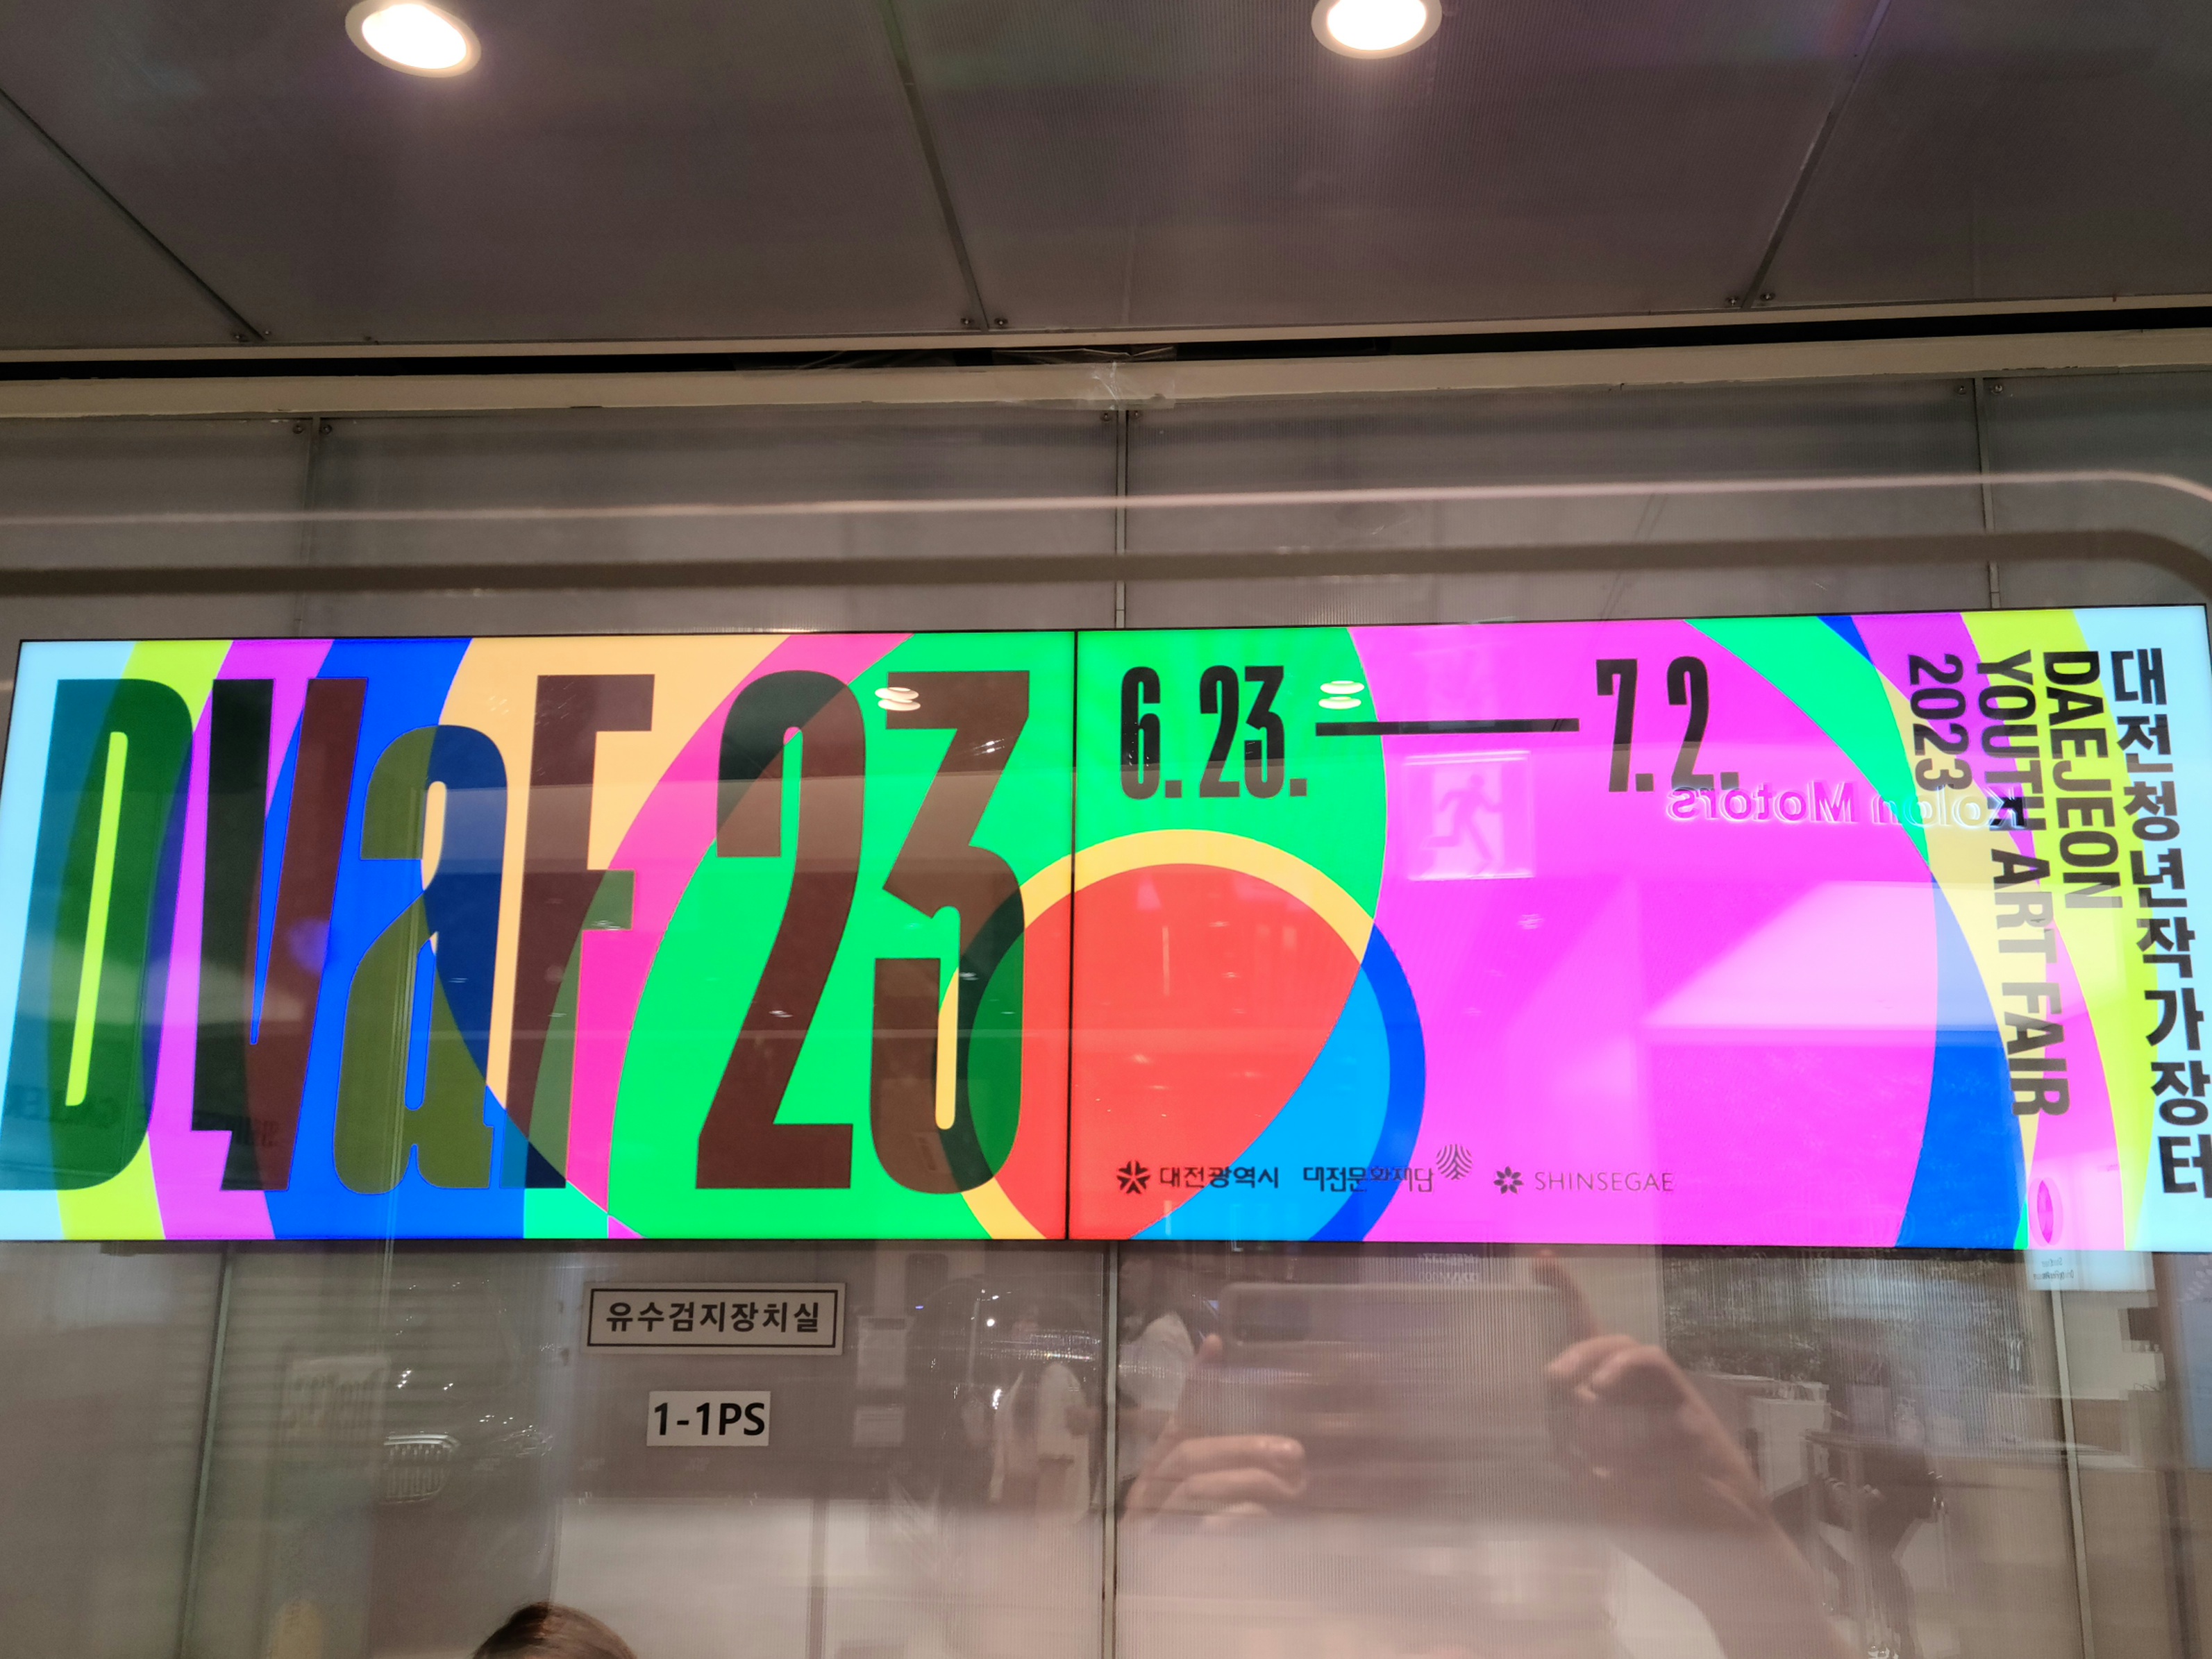 DYaF 23
6. 23. — 7. 2.
대전청년작가장터
DAEJEON
YOUTH ART FAIR
2023
대전광역시 대전문화재단 SHINSEGAE
Kolon Motors
유수검지장치실
1-1PS